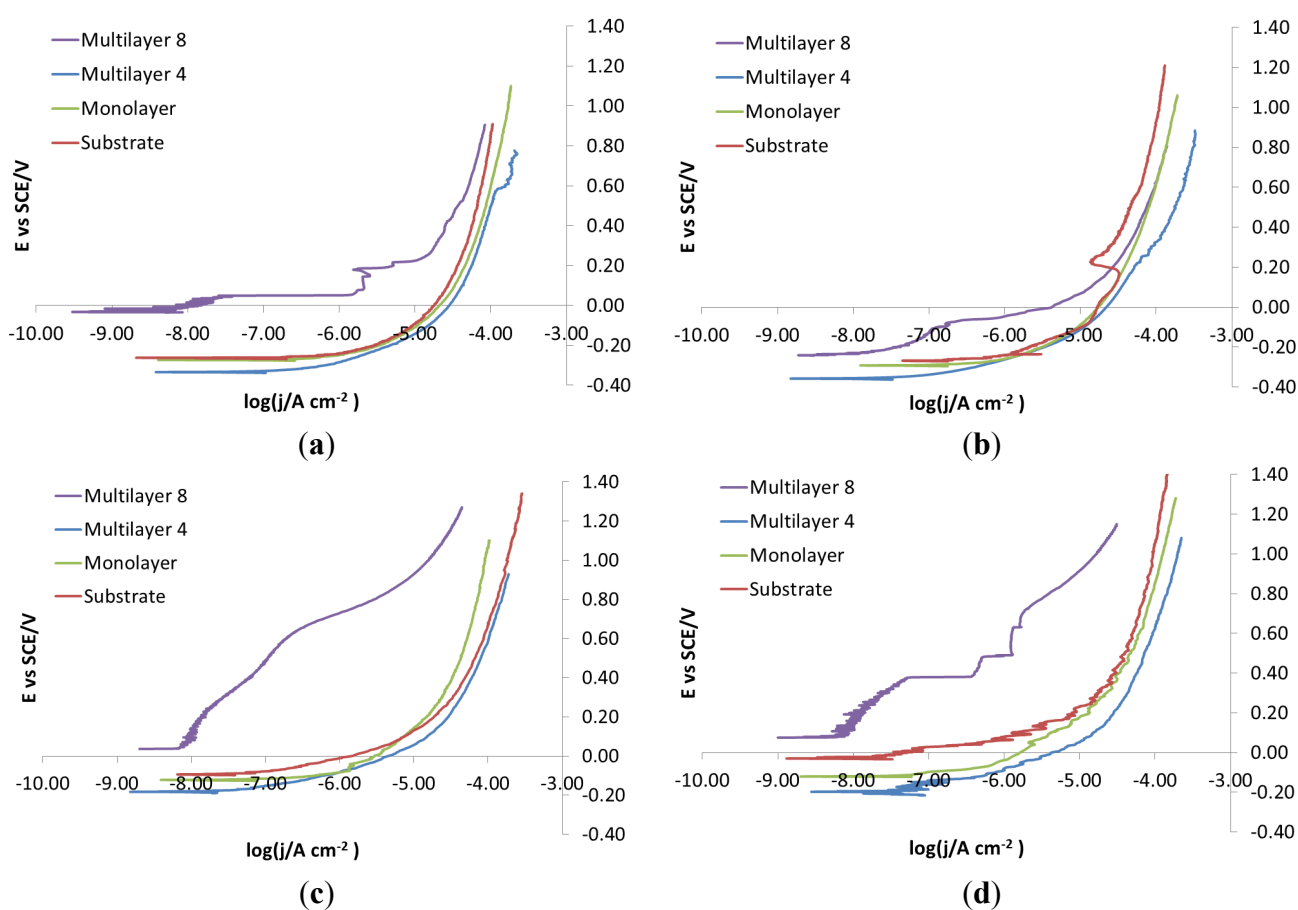 Multilayer 8
Multilayer 4
Monolayer
Substrate
E vs SCE/V
1.40
1.20
1.00
0.80
0.60
0.40
0.20
0.00
-0.20
-0.40
-10.00 -9.00 -8.00 -7.00 -6.00 -5.00 -4.00 -3.00
log(j/A cm-2 )
(a)
Multilayer 8
Multilayer 4
Monolayer
Substrate
E vs SCE/V
1.40
1.20
1.00
0.80
0.60
0.40
0.20
0.00
-0.20
-0.40
-10.00 -9.00 -8.00 -7.00 -6.00 -5.00 -4.00 -3.00
log(j/A cm-2 )
(b)
Multilayer 8
Multilayer 4
Monolayer
Substrate
E vs SCE/V
1.40
1.20
1.00
0.80
0.60
0.40
0.20
0.00
-0.20
-0.40
-10.00 -9.00 -8.00 -7.00 -6.00 -5.00 -4.00 -3.00
log(j/A cm-2 )
(c)
Multilayer 8
Multilayer 4
Monolayer
Substrate
E vs SCE/V
1.40
1.20
1.00
0.80
0.60
0.40
0.20
0.00
-0.20
-0.40
-10.00 -9.00 -8.00 -7.00 -6.00 -5.00 -4.00 -3.00
log(j/A cm-2 )
(d)